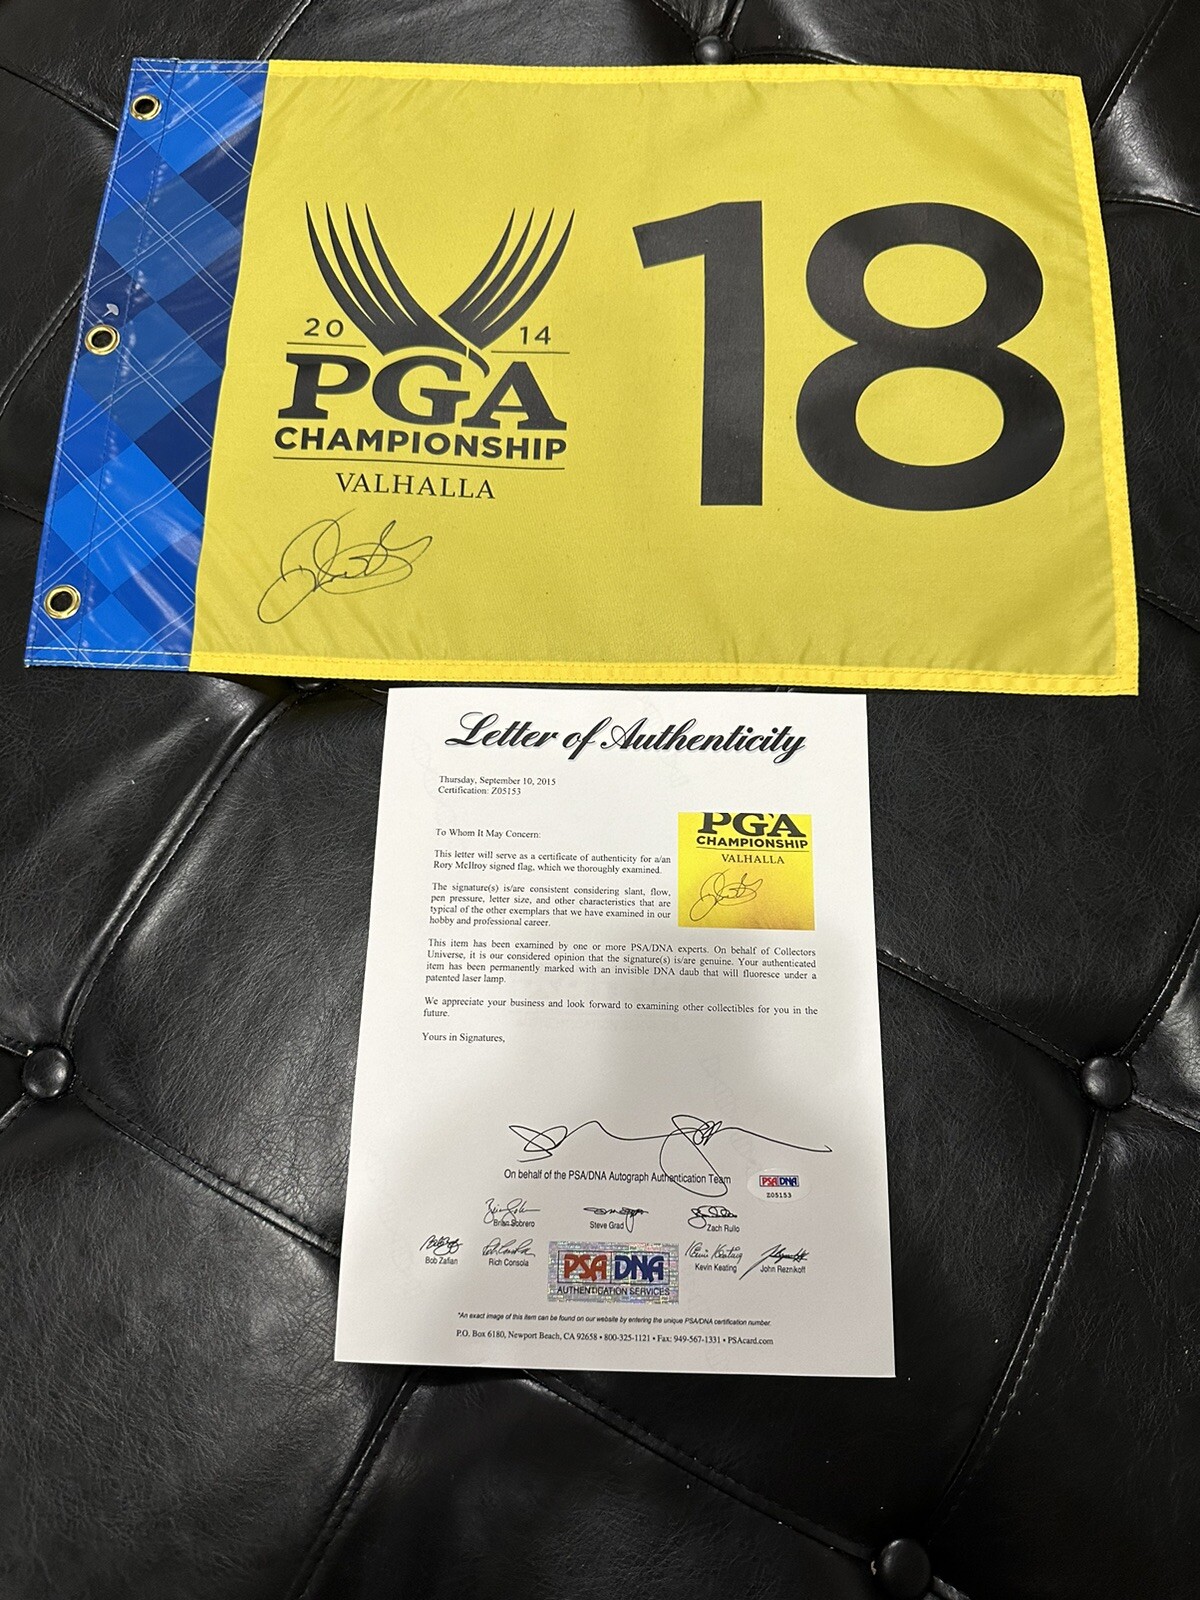 20 14
PGA
CHAMPIONSHIP
VALHALLA
18
Letter of Authenticity
Thursday, September 10, 2015
Certification: Z05153
To Whom It May Concern:
This letter will serve as a certificate of authenticity for a/an
Rory McIlroy signed flag, which we thoroughly examined.
The signature(s) is/are consistent considering slant, flow,
pen pressure, letter size, and other characteristics that are
typical of the other exemplars that we have examined in our
hobby and professional career.
PGA
CHAMPIONSHIP
VALHALLA
This item has been examined by one or more PSA/DNA experts. On behalf of Collectors
Universe, it is our considered opinion that the signature(s) is/are genuine. Your authenticated
item has been permanently marked with an invisible DNA daub that will fluoresce under a
patented laser lamp.
We appreciate your business and look forward to examining other collectibles for you in the
future.
Yours in Signatures,
On behalf of the PSA/DNA Autograph Authentication Team
PSA/DNA
Z05153
Brian Sobrero
Steve Grad
Zach Rullo
Bob Zafian
Rich Consola
Kevin Keating
John Reznikoff
PSA DNA
AUTHENTICATION SERVICES
*An exact image of this item can be found on our website by entering the unique PSA/DNA certification number.
P.O. Box 6180, Newport Beach, CA 92658 • 800-325-1121 • Fax: 949-567-1331 • PSAcard.com